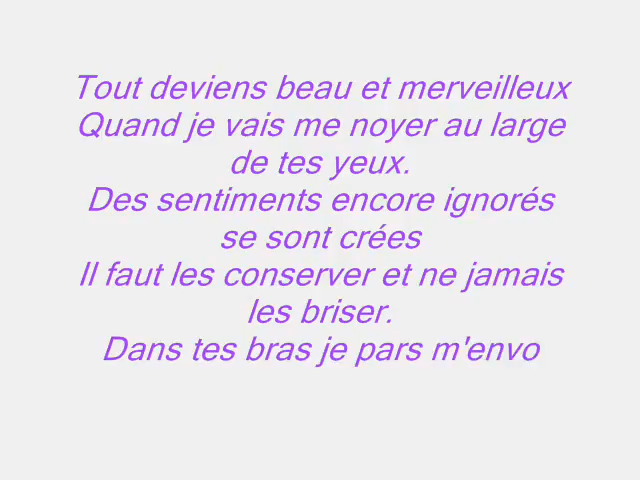 Tout deviens beau et merveilleux
Quand je vais me noyer au large
de tes yeux.
Des sentiments encore ignorés
se sont crées
Il faut les conserver et ne jamais
les briser.
Dans tes bras je pars m'envo